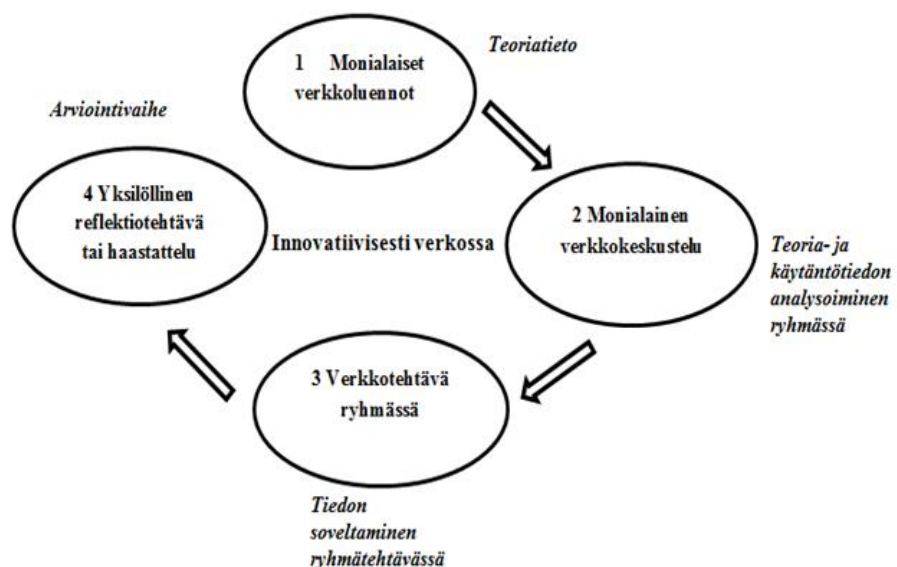 1 Monialaiset
verkkoluennot
Teoriatieto
2 Monialainen
verkkokeskustelu
Teoria- ja
käytäntötiedon
analysoiminen
ryhmässä
3 Verkkotehtävä
ryhmässä
Tiedon
soveltaminen
ryhmätehtävässä
4 Yksilöllinen
reflektiotehtävä
tai haastattelu
Arviointivaihe
Innovatiivisesti verkossa